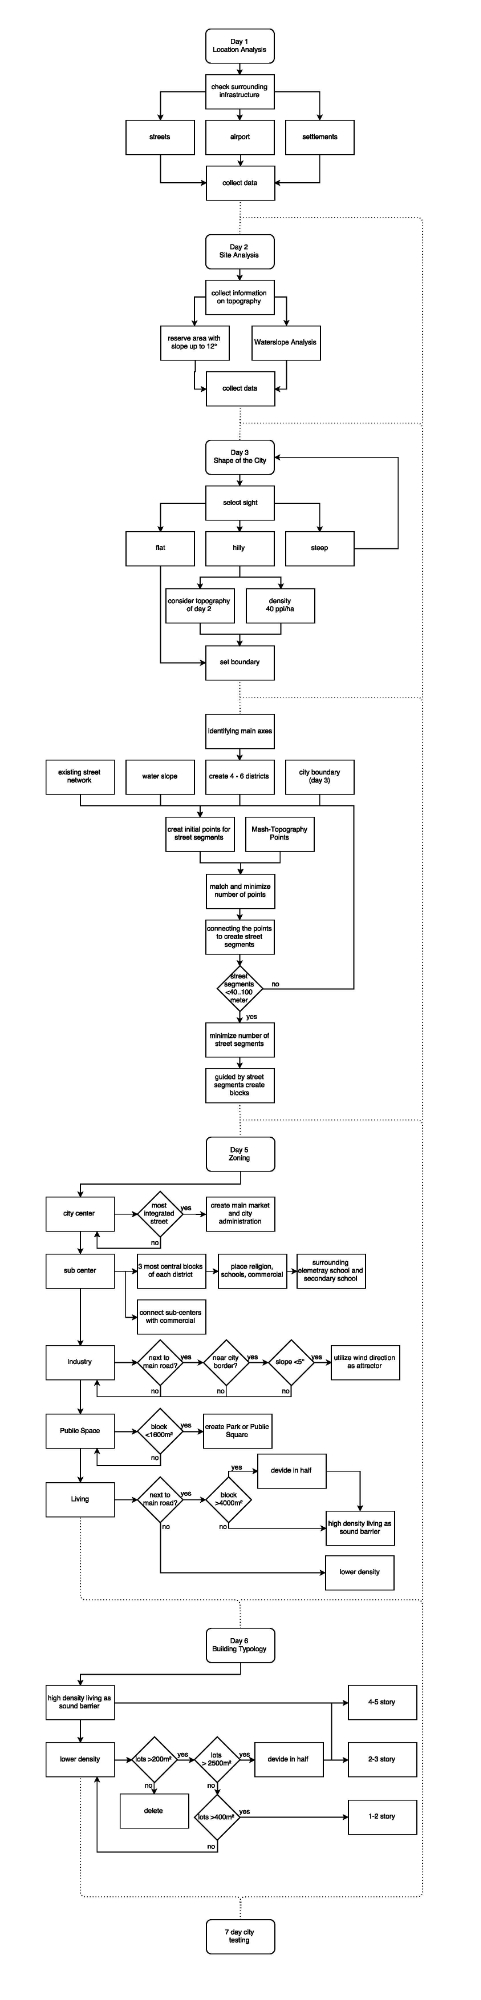 Day 1
Location Analysis
check surrounding
infrastructure
streets
airport
settlements
collect data
Day 2
Site Analysis
collect information
on topography
reserve area with
slope up to 12°
Waterslope Analysis
collect data
Day 3
Shape of the City
select sight
flat
hilly
steep
consider topography
of day 2
density
40 ppl/ha
set boundary
Identifying main axes
existing street
network
water slope
create 4 - 6 districts
city boundary
(day 3)
creat initial points for
street segments
Mash-Topography
Points
match and minimize
number of points
connecting the points
to create street
segments
street
segments
<40..100
meter
no
yes
minimize number of
street segments
guided by street
segments create
blocks
Day 5
Zoning
city center
most
integrated
street
yes
no
create main market
and city
administration
sub center
3 most central blocks
of each district
place religion,
schools, commercial
surrounding
elemetray school and
secondary school
connect sub-centers
with commercial
Industry
next to
main road?
yes
no
near city
border?
yes
no
slope <5°
yes
no
utilize wind direction
as attractor
Public Space
block
<1600m²
yes
no
create Park or Public
Square
Living
next to
main road?
yes
no
block
>4000m²
yes
no
devide in half
high density living as
sound barrier
lower density
Day 6
Building Typology
high density living as
sound barrier
4-5 story
lower density
lots >200m²
yes
no
lots
> 2500m²
yes
no
devide in half
2-3 story
delete
lots >400m²
yes
no
1-2 story
7 day city
testing